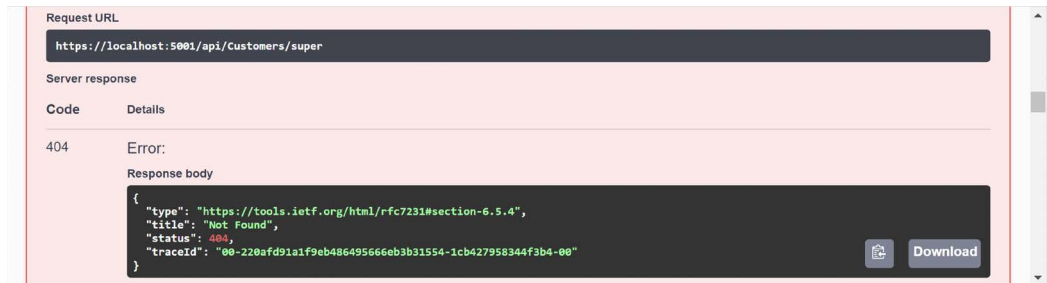 Request URL
https://localhost:5001/api/Customers/super
Server response
Code Details
404 Error:
Response body
{
"type": "https://tools.ietf.org/html/rfc7231#section-6.5.4",
"title": "Not Found",
"status": 404,
"traceId": "00-220afd91a1f9eb486495666eb3b31554-1cb427958344f3b4-00"
}
Download